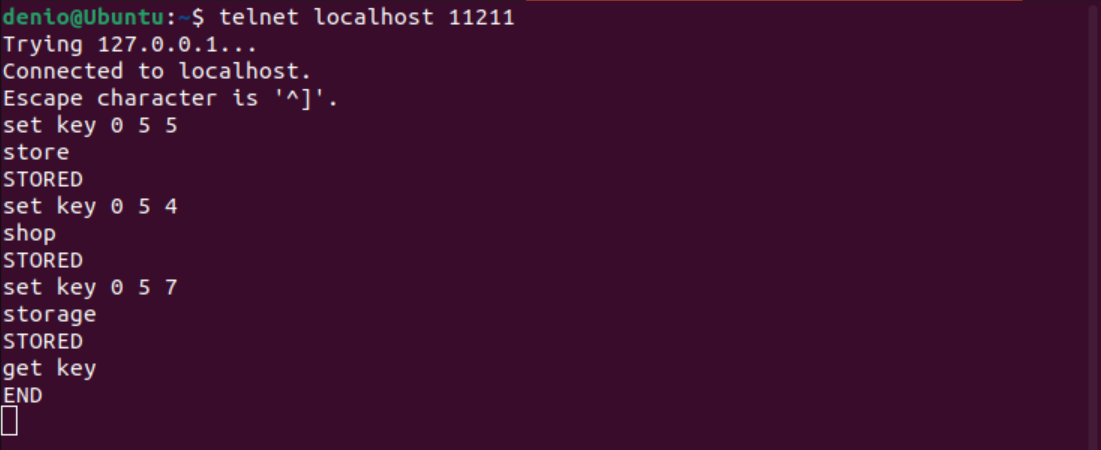 denio@Ubuntu:~$ telnet localhost 11211
Trying 127.0.0.1...
Connected to localhost.
Escape character is '^]'.
set key 0 5 5
store
STORED
set key 0 5 4
shop
STORED
set key 0 5 7
storage
STORED
get key
END